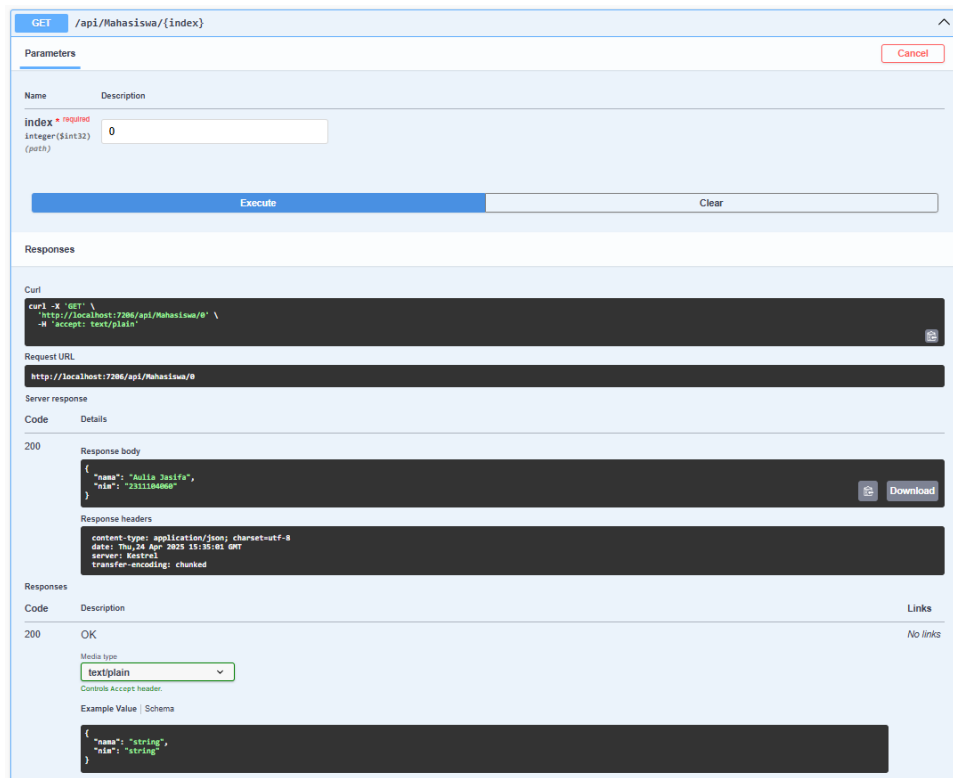 GET /api/Mahasiswa/{index}
Parameters
Cancel
Name Description
index * required
integer($int32)
(path)
0
Execute Clear
Responses
Curl
curl -X 'GET' \
'http://localhost:7206/api/Mahasiswa/0' \
-H 'accept: text/plain'
Request URL
http://localhost:7206/api/Mahasiswa/0
Server response
Code Details
200
Response body
{
"nama": "Aulia Jasifa",
"nim": "2311104060"
}
Download
Response headers
content-type: application/json; charset=utf-8
date: Thu,24 Apr 2025 15:35:01 GMT
server: Kestrel
transfer-encoding: chunked
Responses
Code Description Links
200 OK No links
Media type
text/plain
Controls Accept header.
Example Value | Schema
{
"nama": "string",
"nim": "string"
}